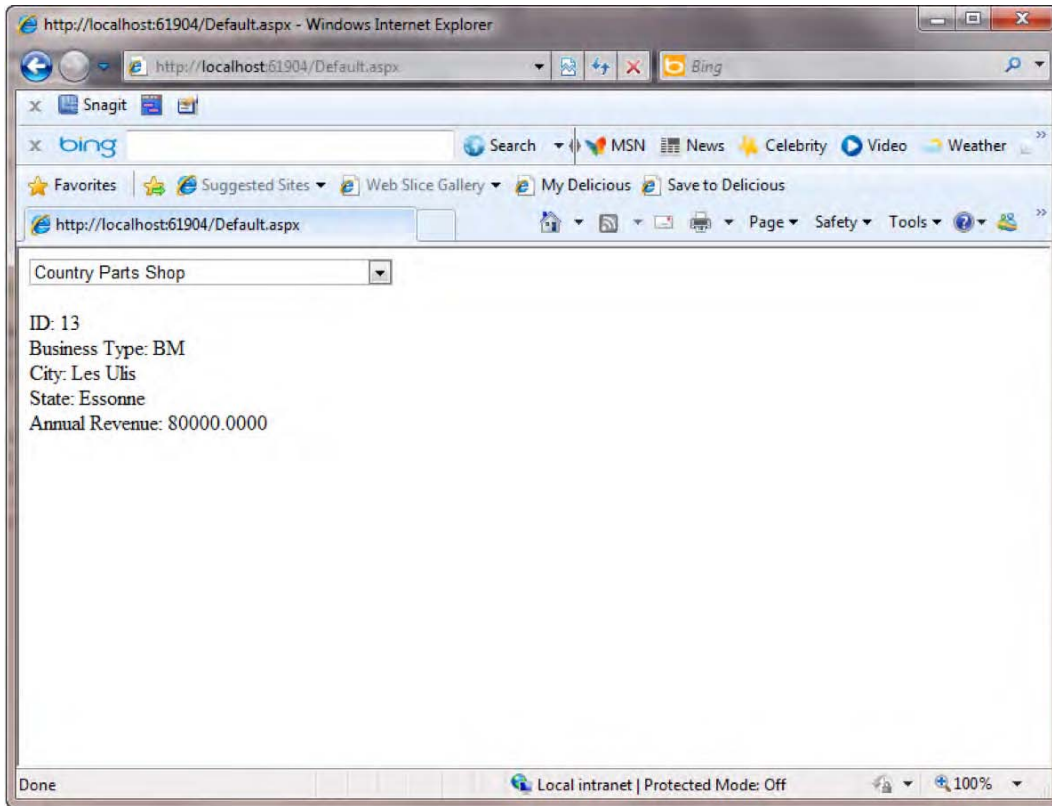 http://localhost:61904/Default.aspx - Windows Internet Explorer
http://localhost:61904/Default.aspx
Bing
x Snagit
x bing
Search
MSN
News
Celebrity
Video
Weather
Favorites
Suggested Sites
Web Slice Gallery
My Delicious
Save to Delicious
http://localhost:61904/Default.aspx
Page
Safety
Tools
Country Parts Shop
ID: 13
Business Type: BM
City: Les Ulis
State: Essonne
Annual Revenue: 80000.0000
Done
Local intranet | Protected Mode: Off
100%